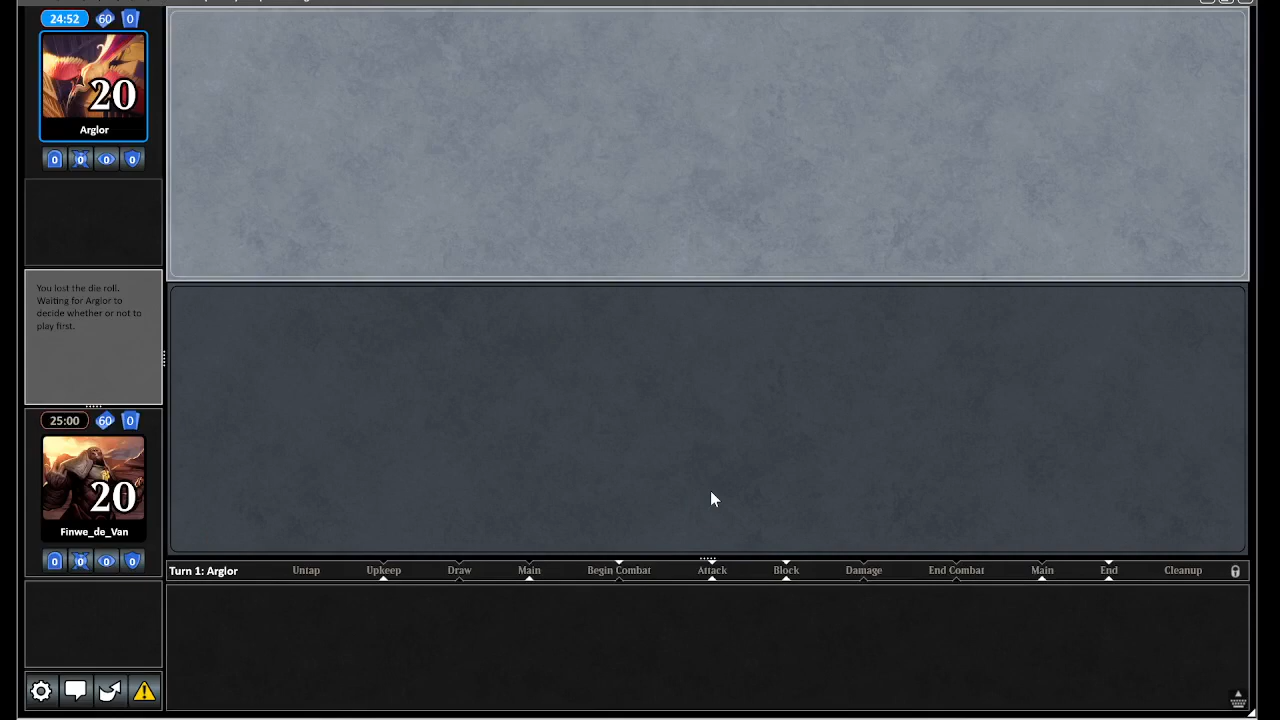 24:52 60 0
20
Arglor
0 0 0 0
You lost the die roll.
Waiting for Arglor to
decide whether or not to
play first.
25:00 60 0
20
Finwe_de_Van
0 0 0 0
Turn 1: Arglor Untap Upkeep Draw Main Begin Combat Attack Block Damage End Combat Main End Cleanup